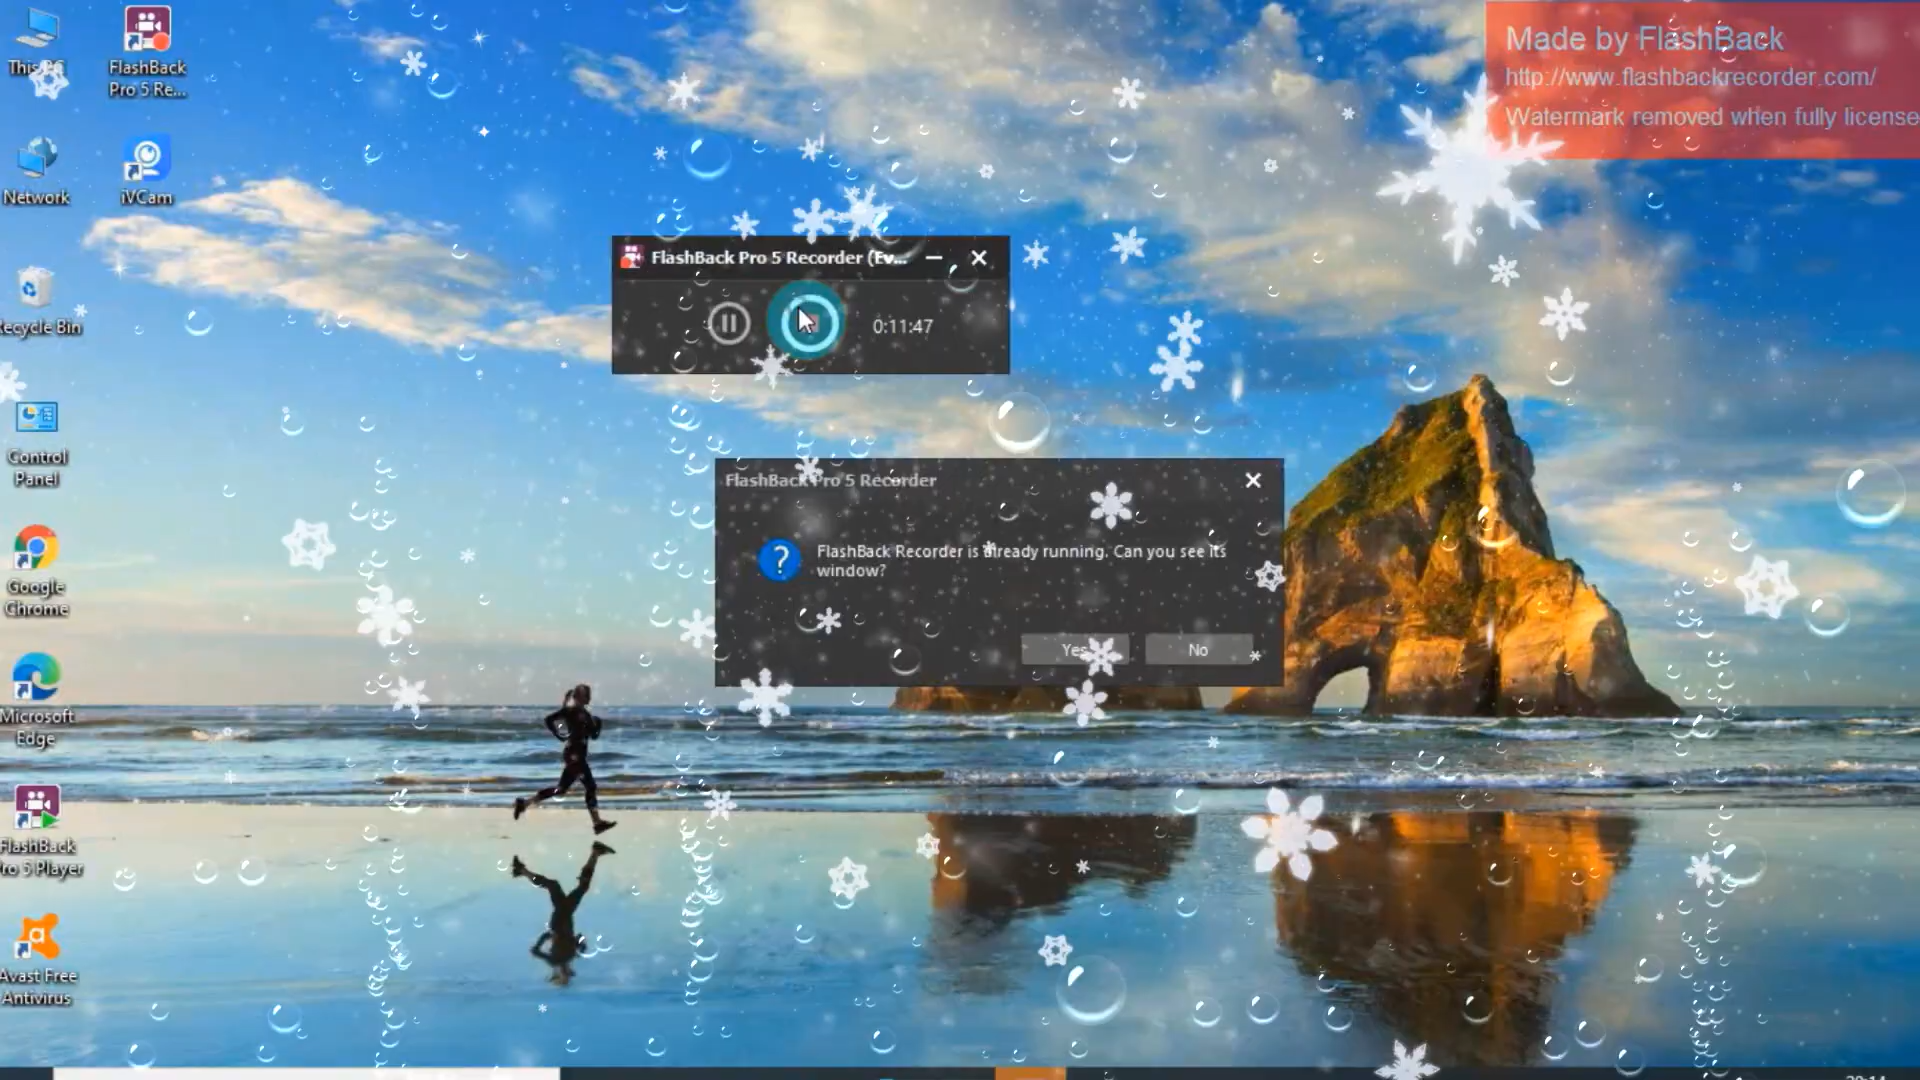 This PC
FlashBack
Pro 5 Re...
Network
iVCam
Recycle Bin
Control
Panel
Google
Chrome
Microsoft
Edge
FlashBack
Pro 5 Player
Avast Free
Antivirus
Made by FlashBack
http://www.flashbackrecorder.com/
Watermark removed when fully license
FlashBack Pro 5 Recorder (Ev...
0:11:47
FlashBack Pro 5 Recorder
FlashBack Recorder is already running. Can you see its
window?
Yes
No